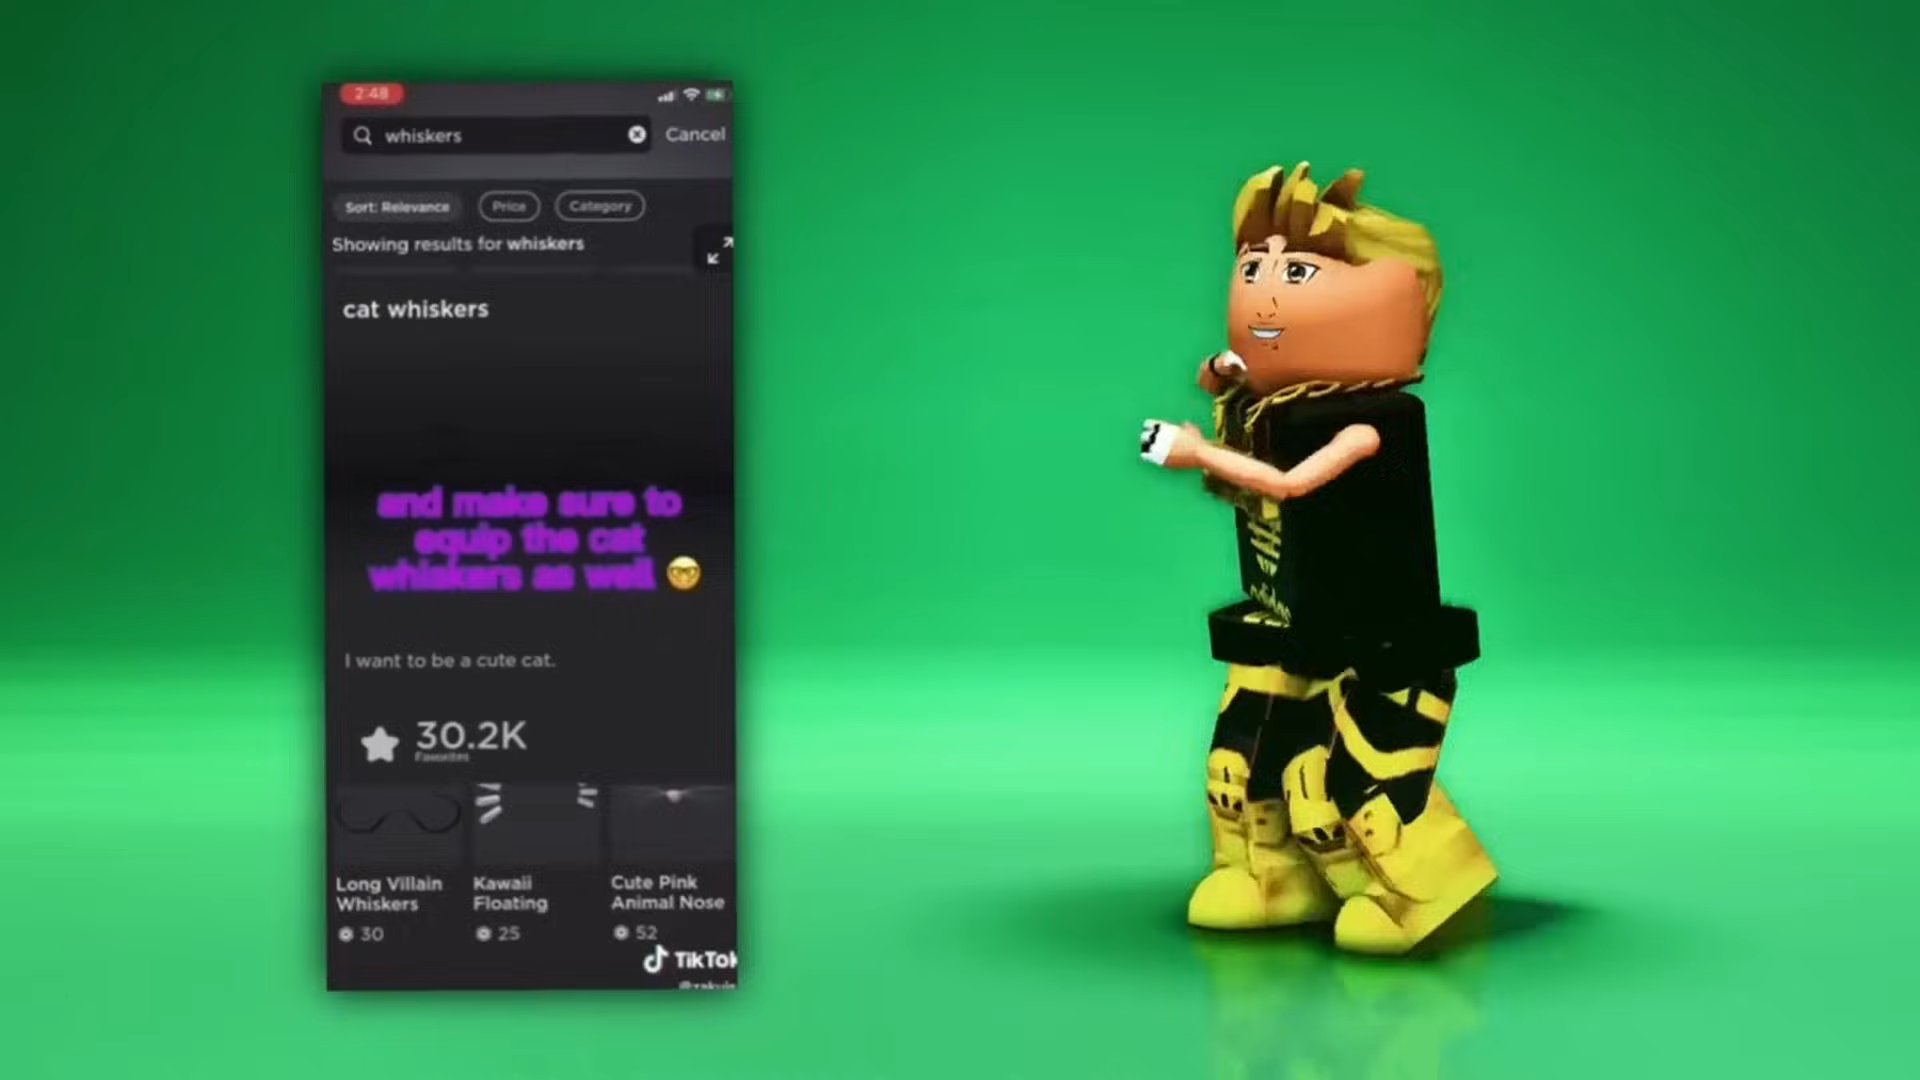 2:48
whiskers
Cancel
Sort: Relevance
Price
Category
Showing results for whiskers
cat whiskers
and make sure to
equip the cat
whiskers as well
I want to be a cute cat.
30.2K
Favorites
Long Villain
Whiskers
30
Kawaii
Floating
25
Cute Pink
Animal Nose
52
TikTok